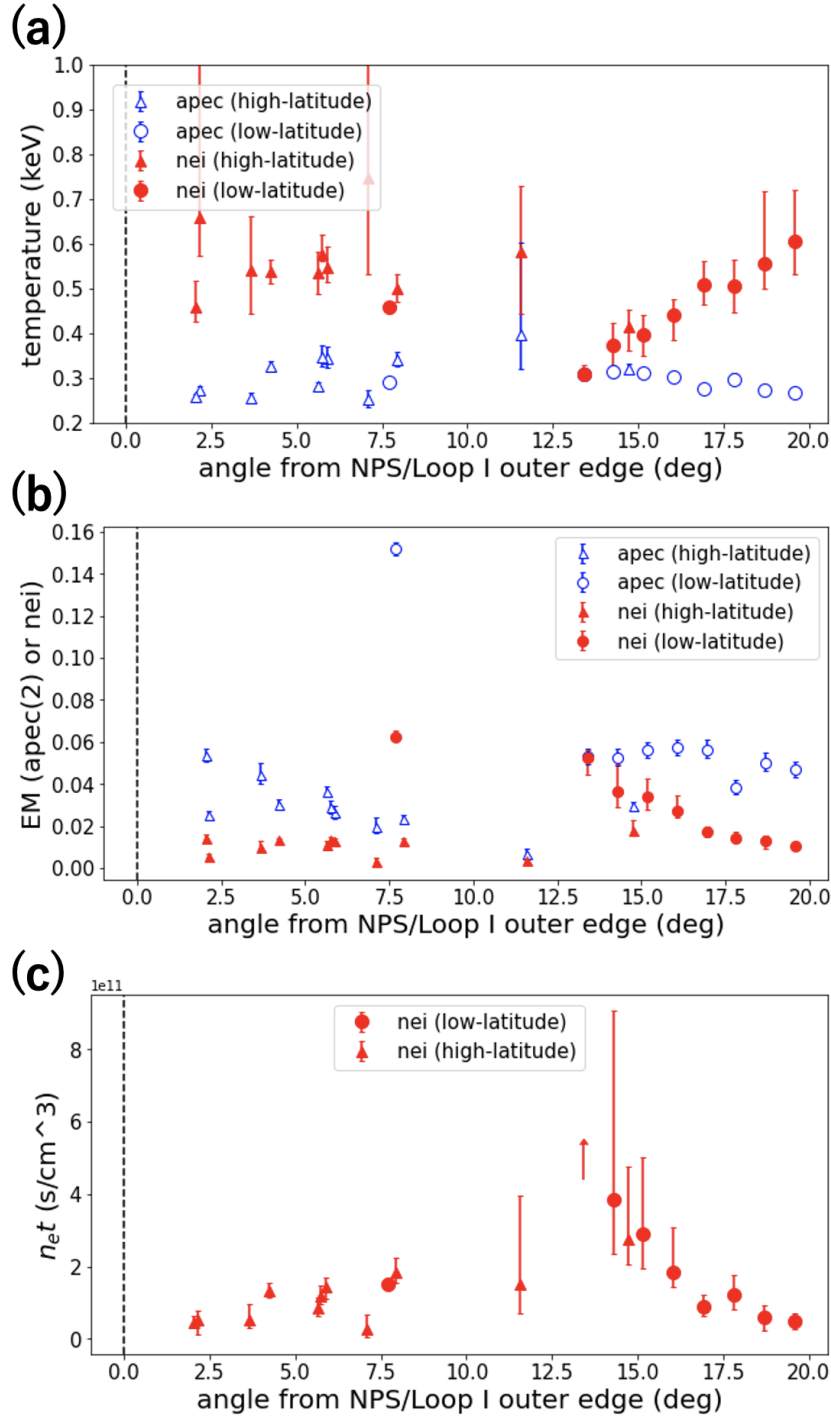 (a)
1.0
0.9
0.8
0.7
0.6
0.5
0.4
0.3
0.2
temperature (keV)
apec (high-latitude)
apec (low-latitude)
nei (high-latitude)
nei (low-latitude)
0.0 2.5 5.0 7.5 10.0 12.5 15.0 17.5 20.0
angle from NPS/Loop I outer edge (deg)
(b)
0.16
0.14
0.12
0.10
0.08
0.06
0.04
0.02
0.00
EM (apec(2) or nei)
apec (high-latitude)
apec (low-latitude)
nei (high-latitude)
nei (low-latitude)
0.0 2.5 5.0 7.5 10.0 12.5 15.0 17.5 20.0
angle from NPS/Loop I outer edge (deg)
(c)
1e11
8
6
4
2
0
nₑt (s/cm^3)
nei (low-latitude)
nei (high-latitude)
0.0 2.5 5.0 7.5 10.0 12.5 15.0 17.5 20.0
angle from NPS/Loop I outer edge (deg)